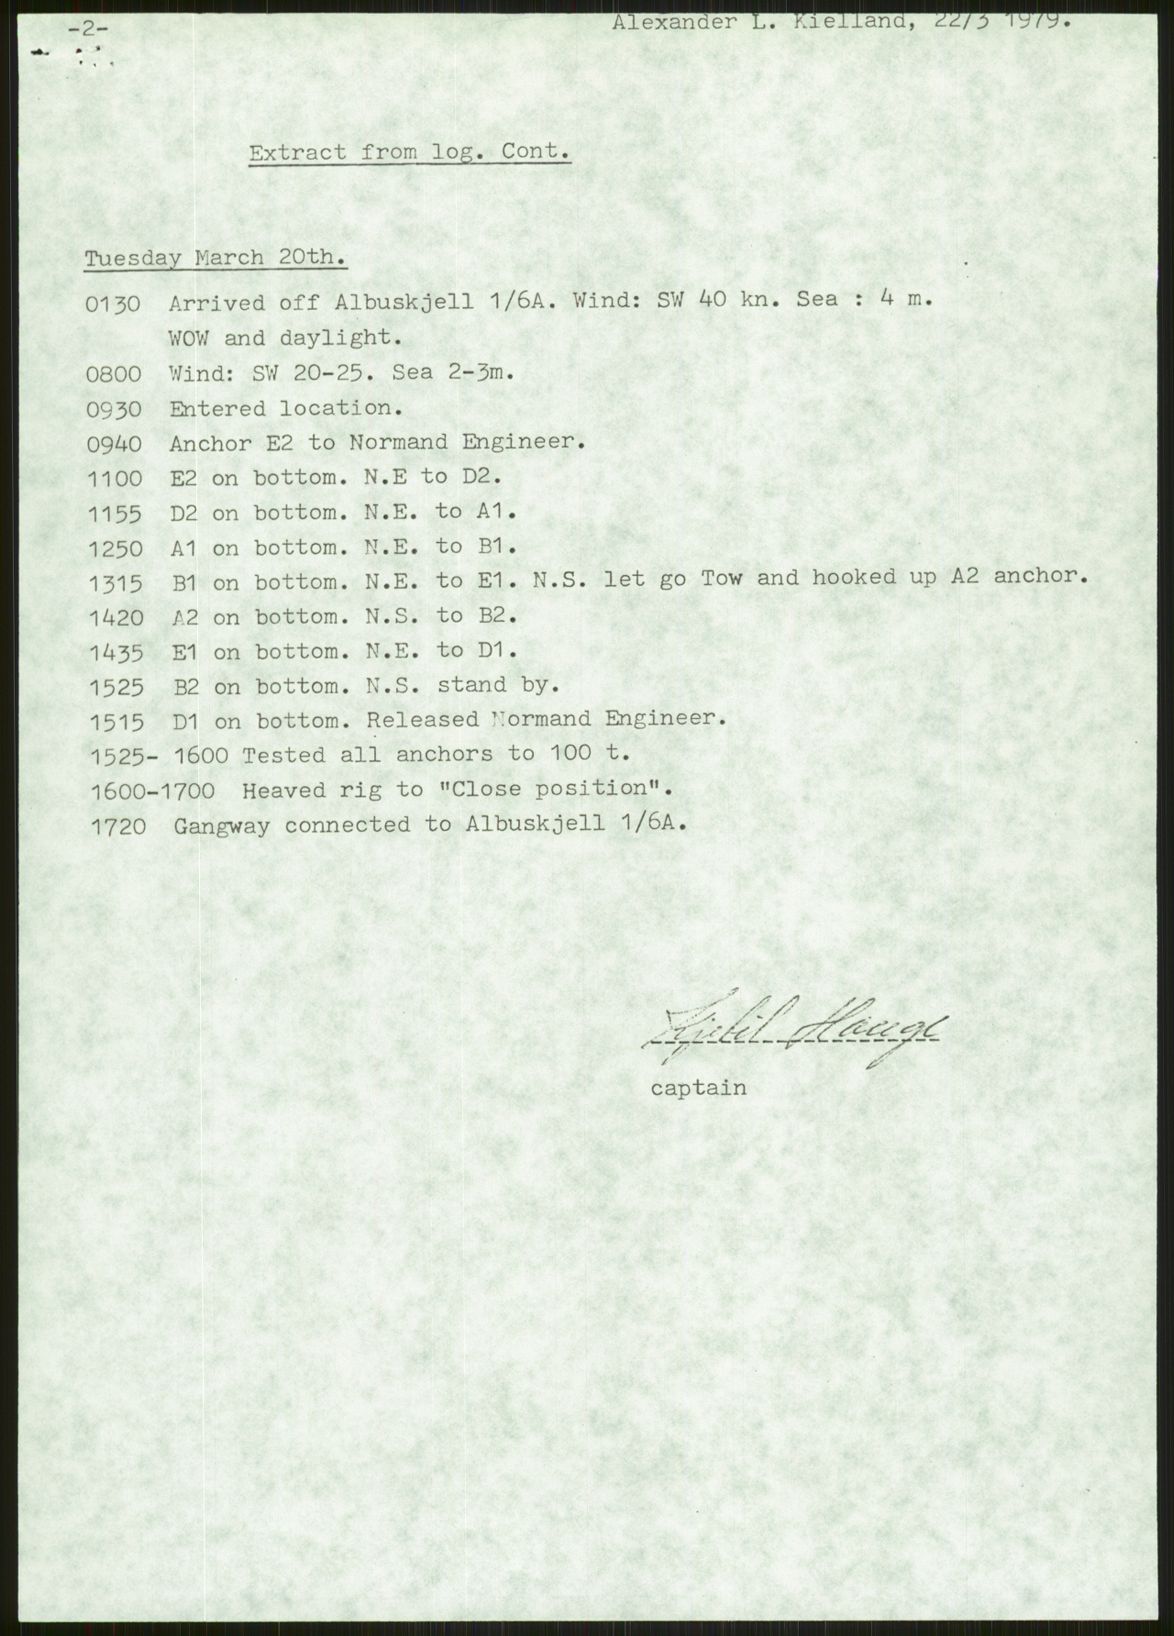 -2-
Alexander L. Kielland, 22/3 1979.
Extract from log. Cont.
Tuesday March 20th.
0130 Arrived off Albuskjell 1/6A. Wind: SW 40 kn. Sea : 4 m.
WOW and daylight.
0800 Wind: SW 20-25. Sea 2-3m.
0930 Entered location.
0940 Anchor E2 to Normand Engineer.
1100 E2 on bottom. N.E to D2.
1155 D2 on bottom. N.E. to A1.
1250 A1 on bottom. N.E. to B1.
1315 B1 on bottom. N.E. to E1. N.S. let go Tow and hooked up A2 anchor.
1420 A2 on bottom. N.S. to B2.
1435 E1 on bottom. N.E. to D1.
1525 B2 on bottom. N.S. stand by.
1515 D1 on bottom. Released Normand Engineer.
1525- 1600 Tested all anchors to 100 t.
1600-1700 Heaved rig to "Close position".
1720 Gangway connected to Albuskjell 1/6A.
Kjetil Hauge
captain